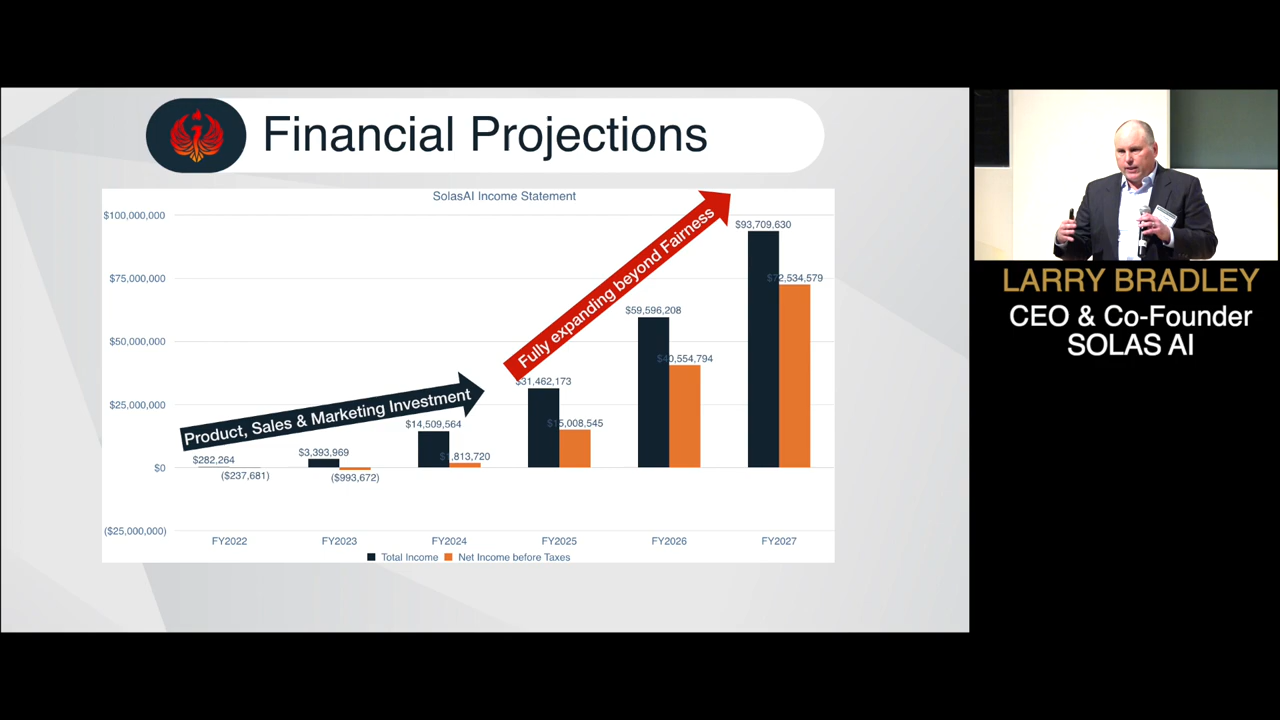 Financial Projections
SolasAI Income Statement
$100,000,000
$75,000,000
$50,000,000
$25,000,000
$0
($25,000,000)
Product, Sales & Marketing Investment
Fully expanding beyond Fairness
$282,264
($237,681)
$3,393,969
($993,672)
$14,509,564
$1,813,720
$31,462,173
$15,008,545
$59,596,208
$40,554,794
$93,709,630
$72,534,579
FY2022 FY2023 FY2024 FY2025 FY2026 FY2027
Total Income Net Income before Taxes
LARRY BRADLEY
CEO & Co-Founder
SOLAS AI